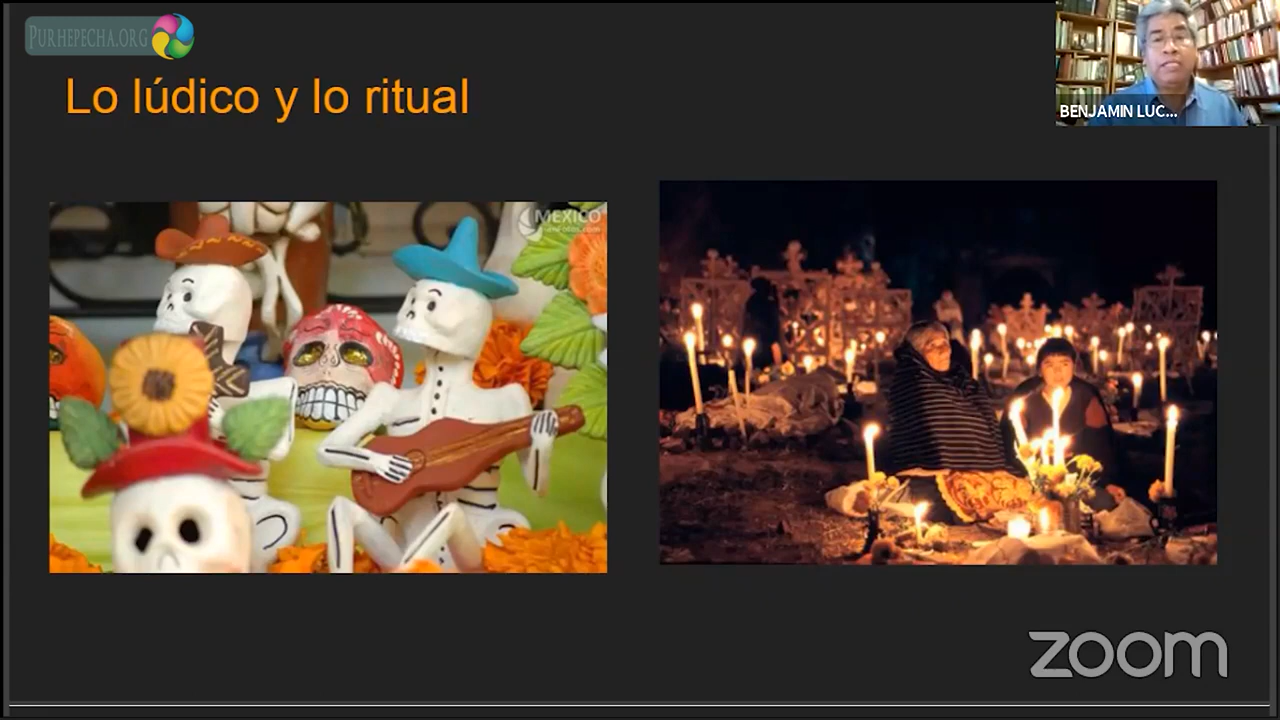 PURHEPECHA.ORG
BENJAMIN LUC...
Lo lúdico y lo ritual
MEXICO
zoom